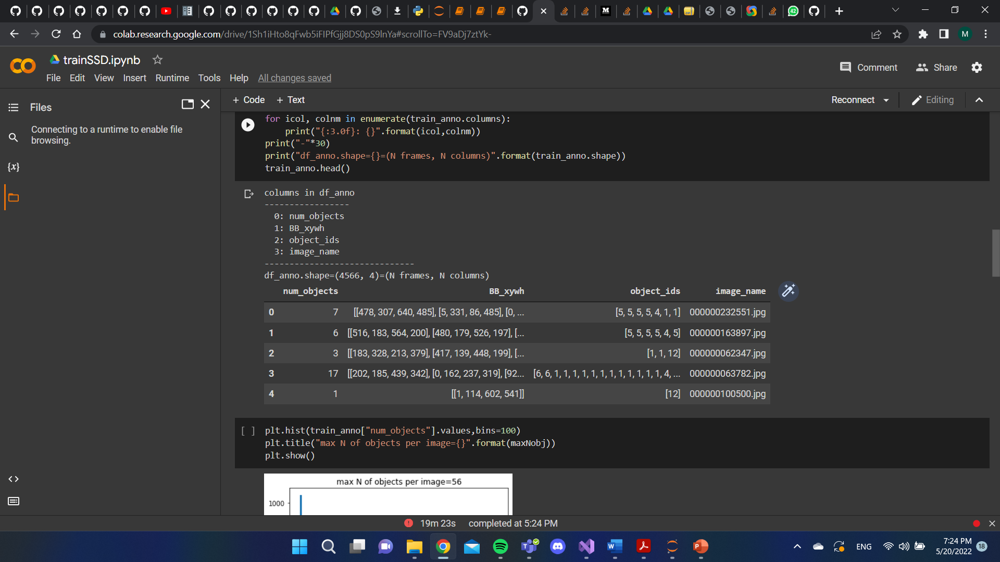 colab.research.google.com/drive/1Sh1iHto8qFwb5iFIPfGjj8DS0pS9lnYa#scrollTo=FV9aDj7ztYk-
M
42
ZIP
trainSSD.ipynb
File Edit View Insert Runtime Tools Help All changes saved
Comment Share
Files
+ Code + Text
Reconnect Editing
Connecting to a runtime to enable file
browsing.
{x}
for icol, colnm in enumerate(train_anno.columns):
print("{:3.0f}: {}".format(icol,colnm))
print("-"*30)
print("df_anno.shape={}=(N frames, N columns)".format(train_anno.shape))
train_anno.head()
columns in df_anno
-----------------
0: num_objects
1: BB_xywh
2: object_ids
3: image_name
------------------------------
df_anno.shape=(4566, 4)=(N frames, N columns)
num_objects BB_xywh object_ids image_name
0 7 [[478, 307, 640, 485], [5, 331, 86, 485], [0, ... [5, 5, 5, 5, 4, 1, 1] 000000232551.jpg
1 6 [[516, 183, 564, 200], [480, 179, 526, 197], [... [5, 5, 5, 5, 4, 5] 000000163897.jpg
2 3 [[183, 328, 213, 379], [417, 139, 448, 199], [... [1, 1, 12] 000000062347.jpg
3 17 [[202, 185, 439, 342], [0, 162, 237, 319], [92... [6, 6, 1, 1, 1, 1, 1, 1, 1, 1, 1, 1, 1, 1, 4, ... 000000063782.jpg
4 1 [[1, 114, 602, 541]] [12] 000000100500.jpg
[ ] plt.hist(train_anno["num_objects"].values,bins=100)
plt.title("max N of objects per image={}".format(maxNobj))
plt.show()
max N of objects per image=56
1000
19m 23s completed at 5:24 PM
ENG
7:24 PM
5/20/2022
18